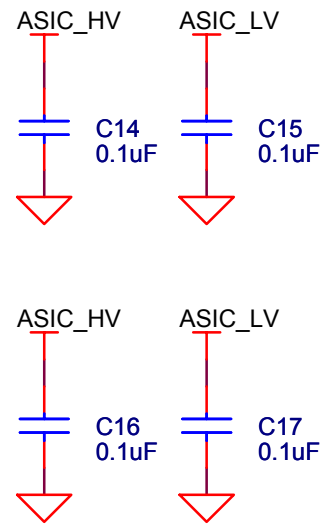 ASIC_HV ASIC_LV
C14 C15
0.1uF 0.1uF
ASIC_HV ASIC_LV
C16 C17
0.1uF 0.1uF